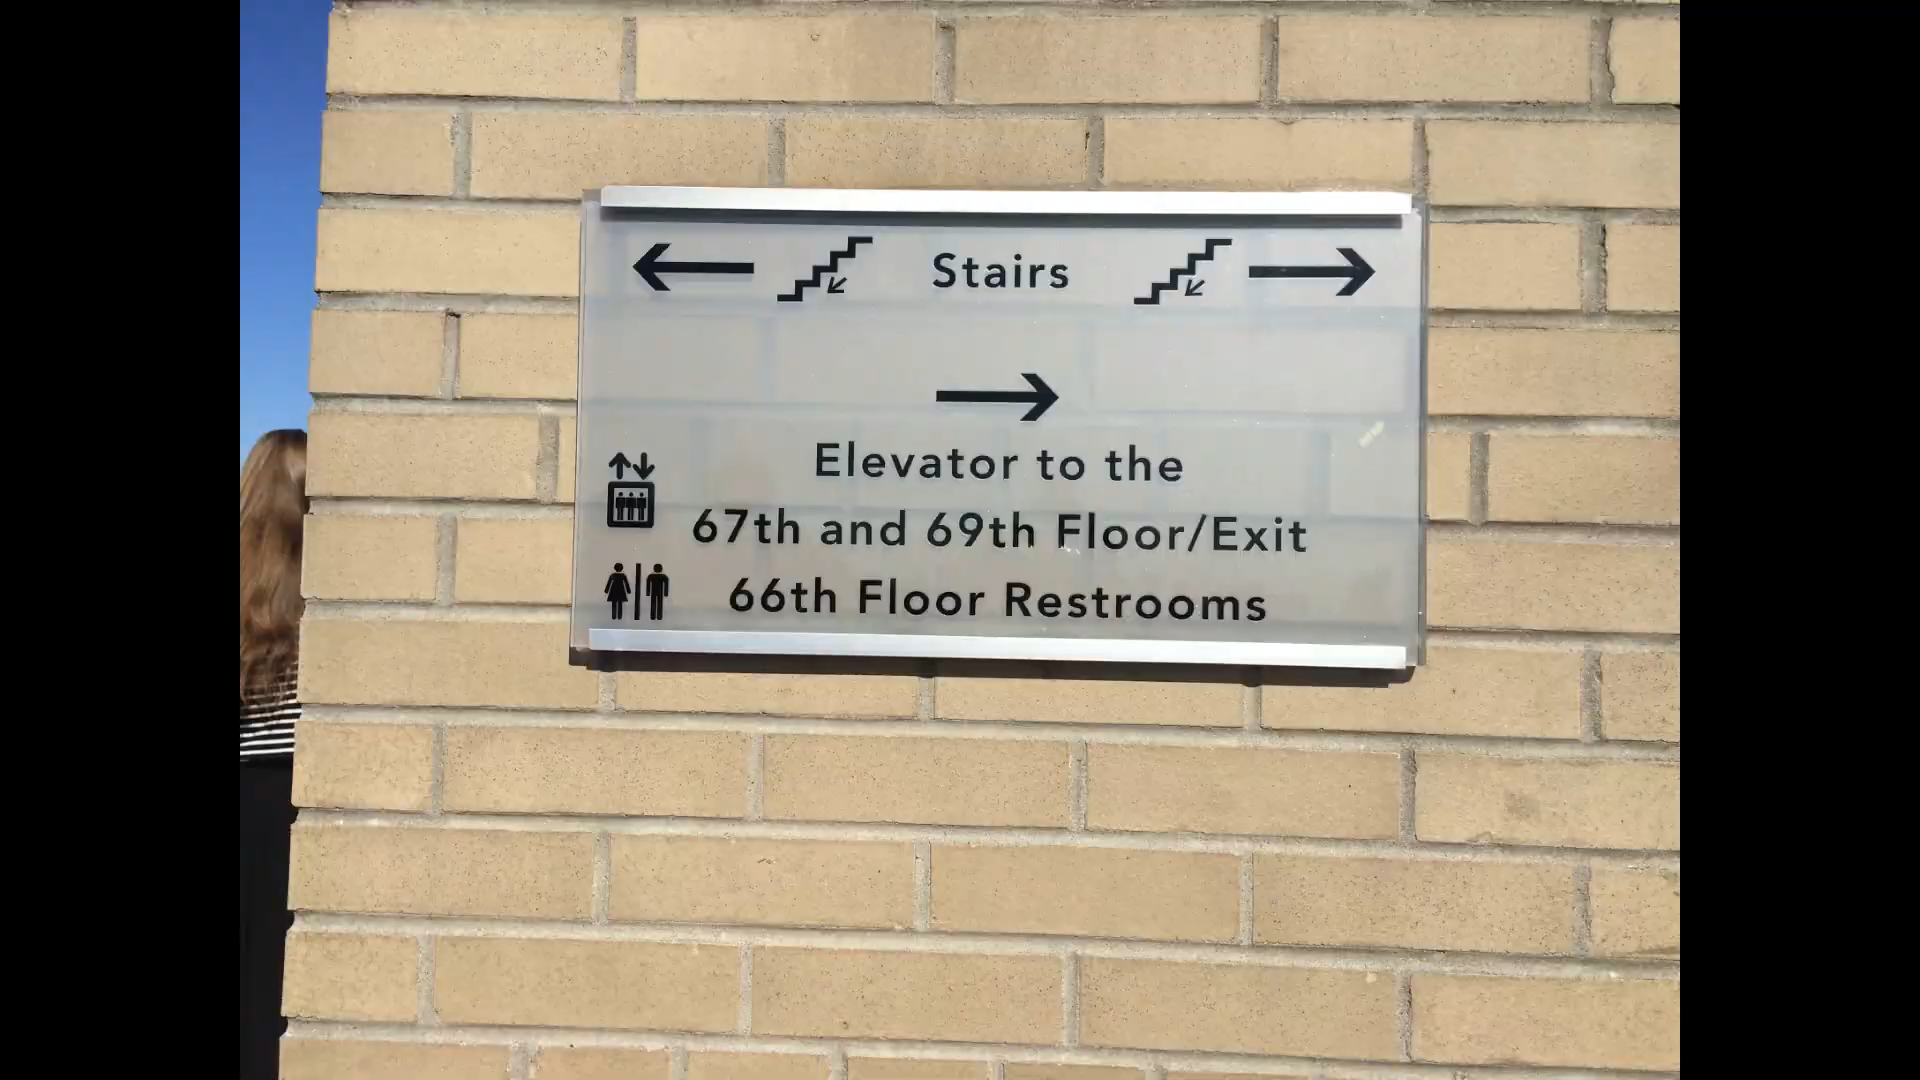 Stairs
Elevator to the
67th and 69th Floor/Exit
66th Floor Restrooms